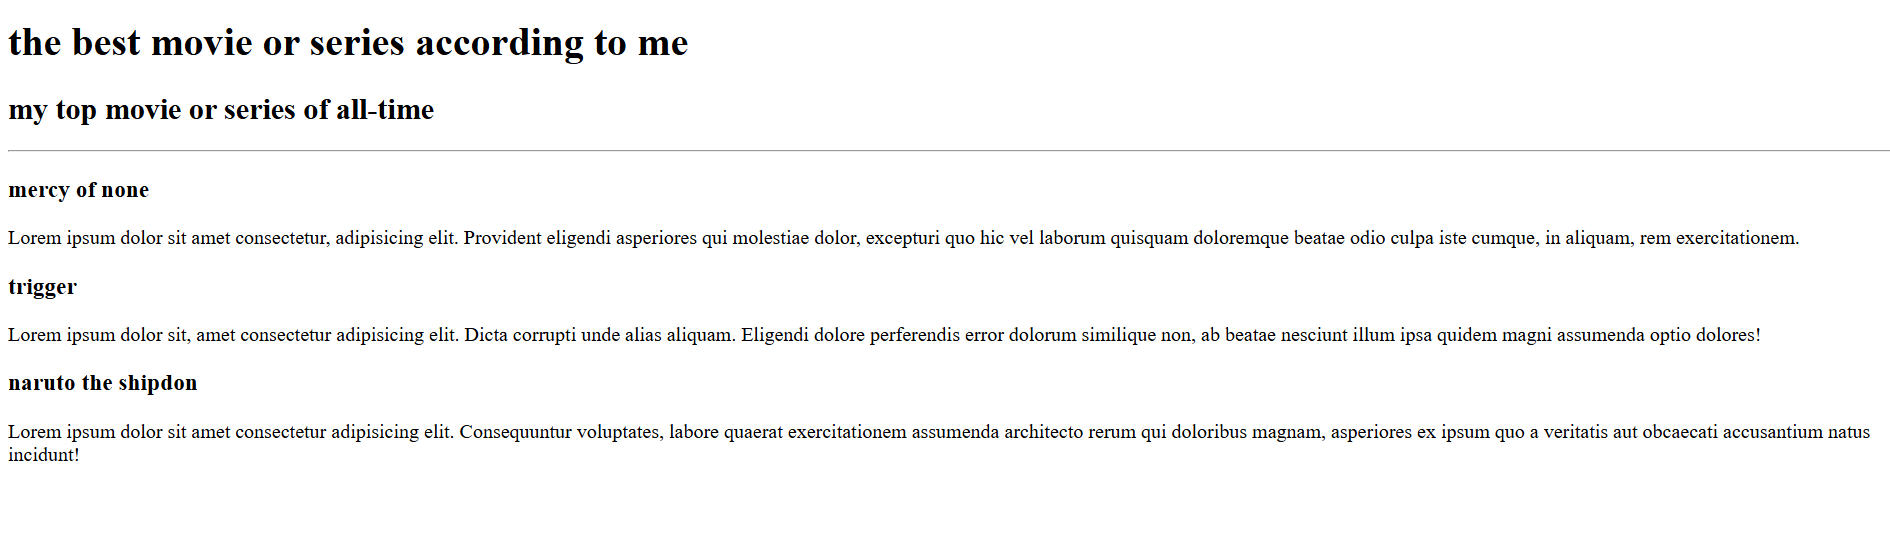 the best movie or series according to me
my top movie or series of all-time
mercy of none
Lorem ipsum dolor sit amet consectetur, adipisicing elit. Provident eligendi asperiores qui molestiae dolor, excepturi quo hic vel laborum quisquam doloremque beatae odio culpa iste cumque, in aliquam, rem exercitationem.
trigger
Lorem ipsum dolor sit, amet consectetur adipisicing elit. Dicta corrupti unde alias aliquam. Eligendi dolore perferendis error dolorum similique non, ab beatae nesciunt illum ipsa quidem magni assumenda optio dolores!
naruto the shipdon
Lorem ipsum dolor sit amet consectetur adipisicing elit. Consequuntur voluptates, labore quaerat exercitationem assumenda architecto rerum qui doloribus magnam, asperiores ex ipsum quo a veritatis aut obcaecati accusantium natus
incidunt!